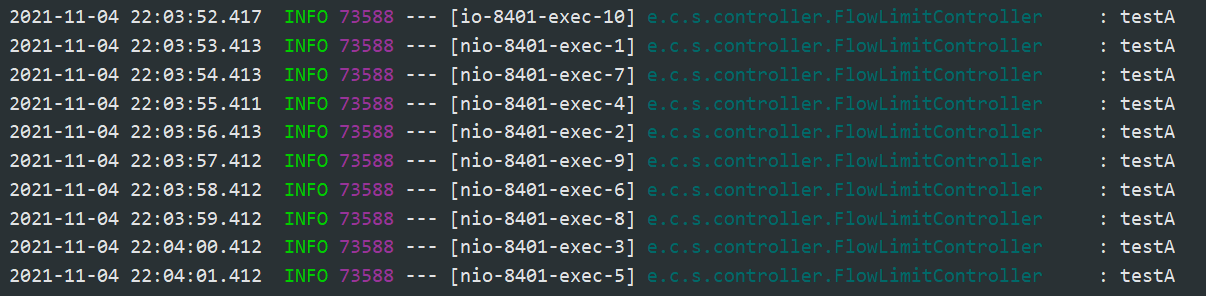 2021-11-04 22:03:52.417 INFO 73588 --- [io-8401-exec-10] e.c.s.controller.FlowLimitController : testA
2021-11-04 22:03:53.413 INFO 73588 --- [nio-8401-exec-1] e.c.s.controller.FlowLimitController : testA
2021-11-04 22:03:54.413 INFO 73588 --- [nio-8401-exec-7] e.c.s.controller.FlowLimitController : testA
2021-11-04 22:03:55.411 INFO 73588 --- [nio-8401-exec-4] e.c.s.controller.FlowLimitController : testA
2021-11-04 22:03:56.413 INFO 73588 --- [nio-8401-exec-2] e.c.s.controller.FlowLimitController : testA
2021-11-04 22:03:57.412 INFO 73588 --- [nio-8401-exec-9] e.c.s.controller.FlowLimitController : testA
2021-11-04 22:03:58.412 INFO 73588 --- [nio-8401-exec-6] e.c.s.controller.FlowLimitController : testA
2021-11-04 22:03:59.412 INFO 73588 --- [nio-8401-exec-8] e.c.s.controller.FlowLimitController : testA
2021-11-04 22:04:00.412 INFO 73588 --- [nio-8401-exec-3] e.c.s.controller.FlowLimitController : testA
2021-11-04 22:04:01.412 INFO 73588 --- [nio-8401-exec-5] e.c.s.controller.FlowLimitController : testA